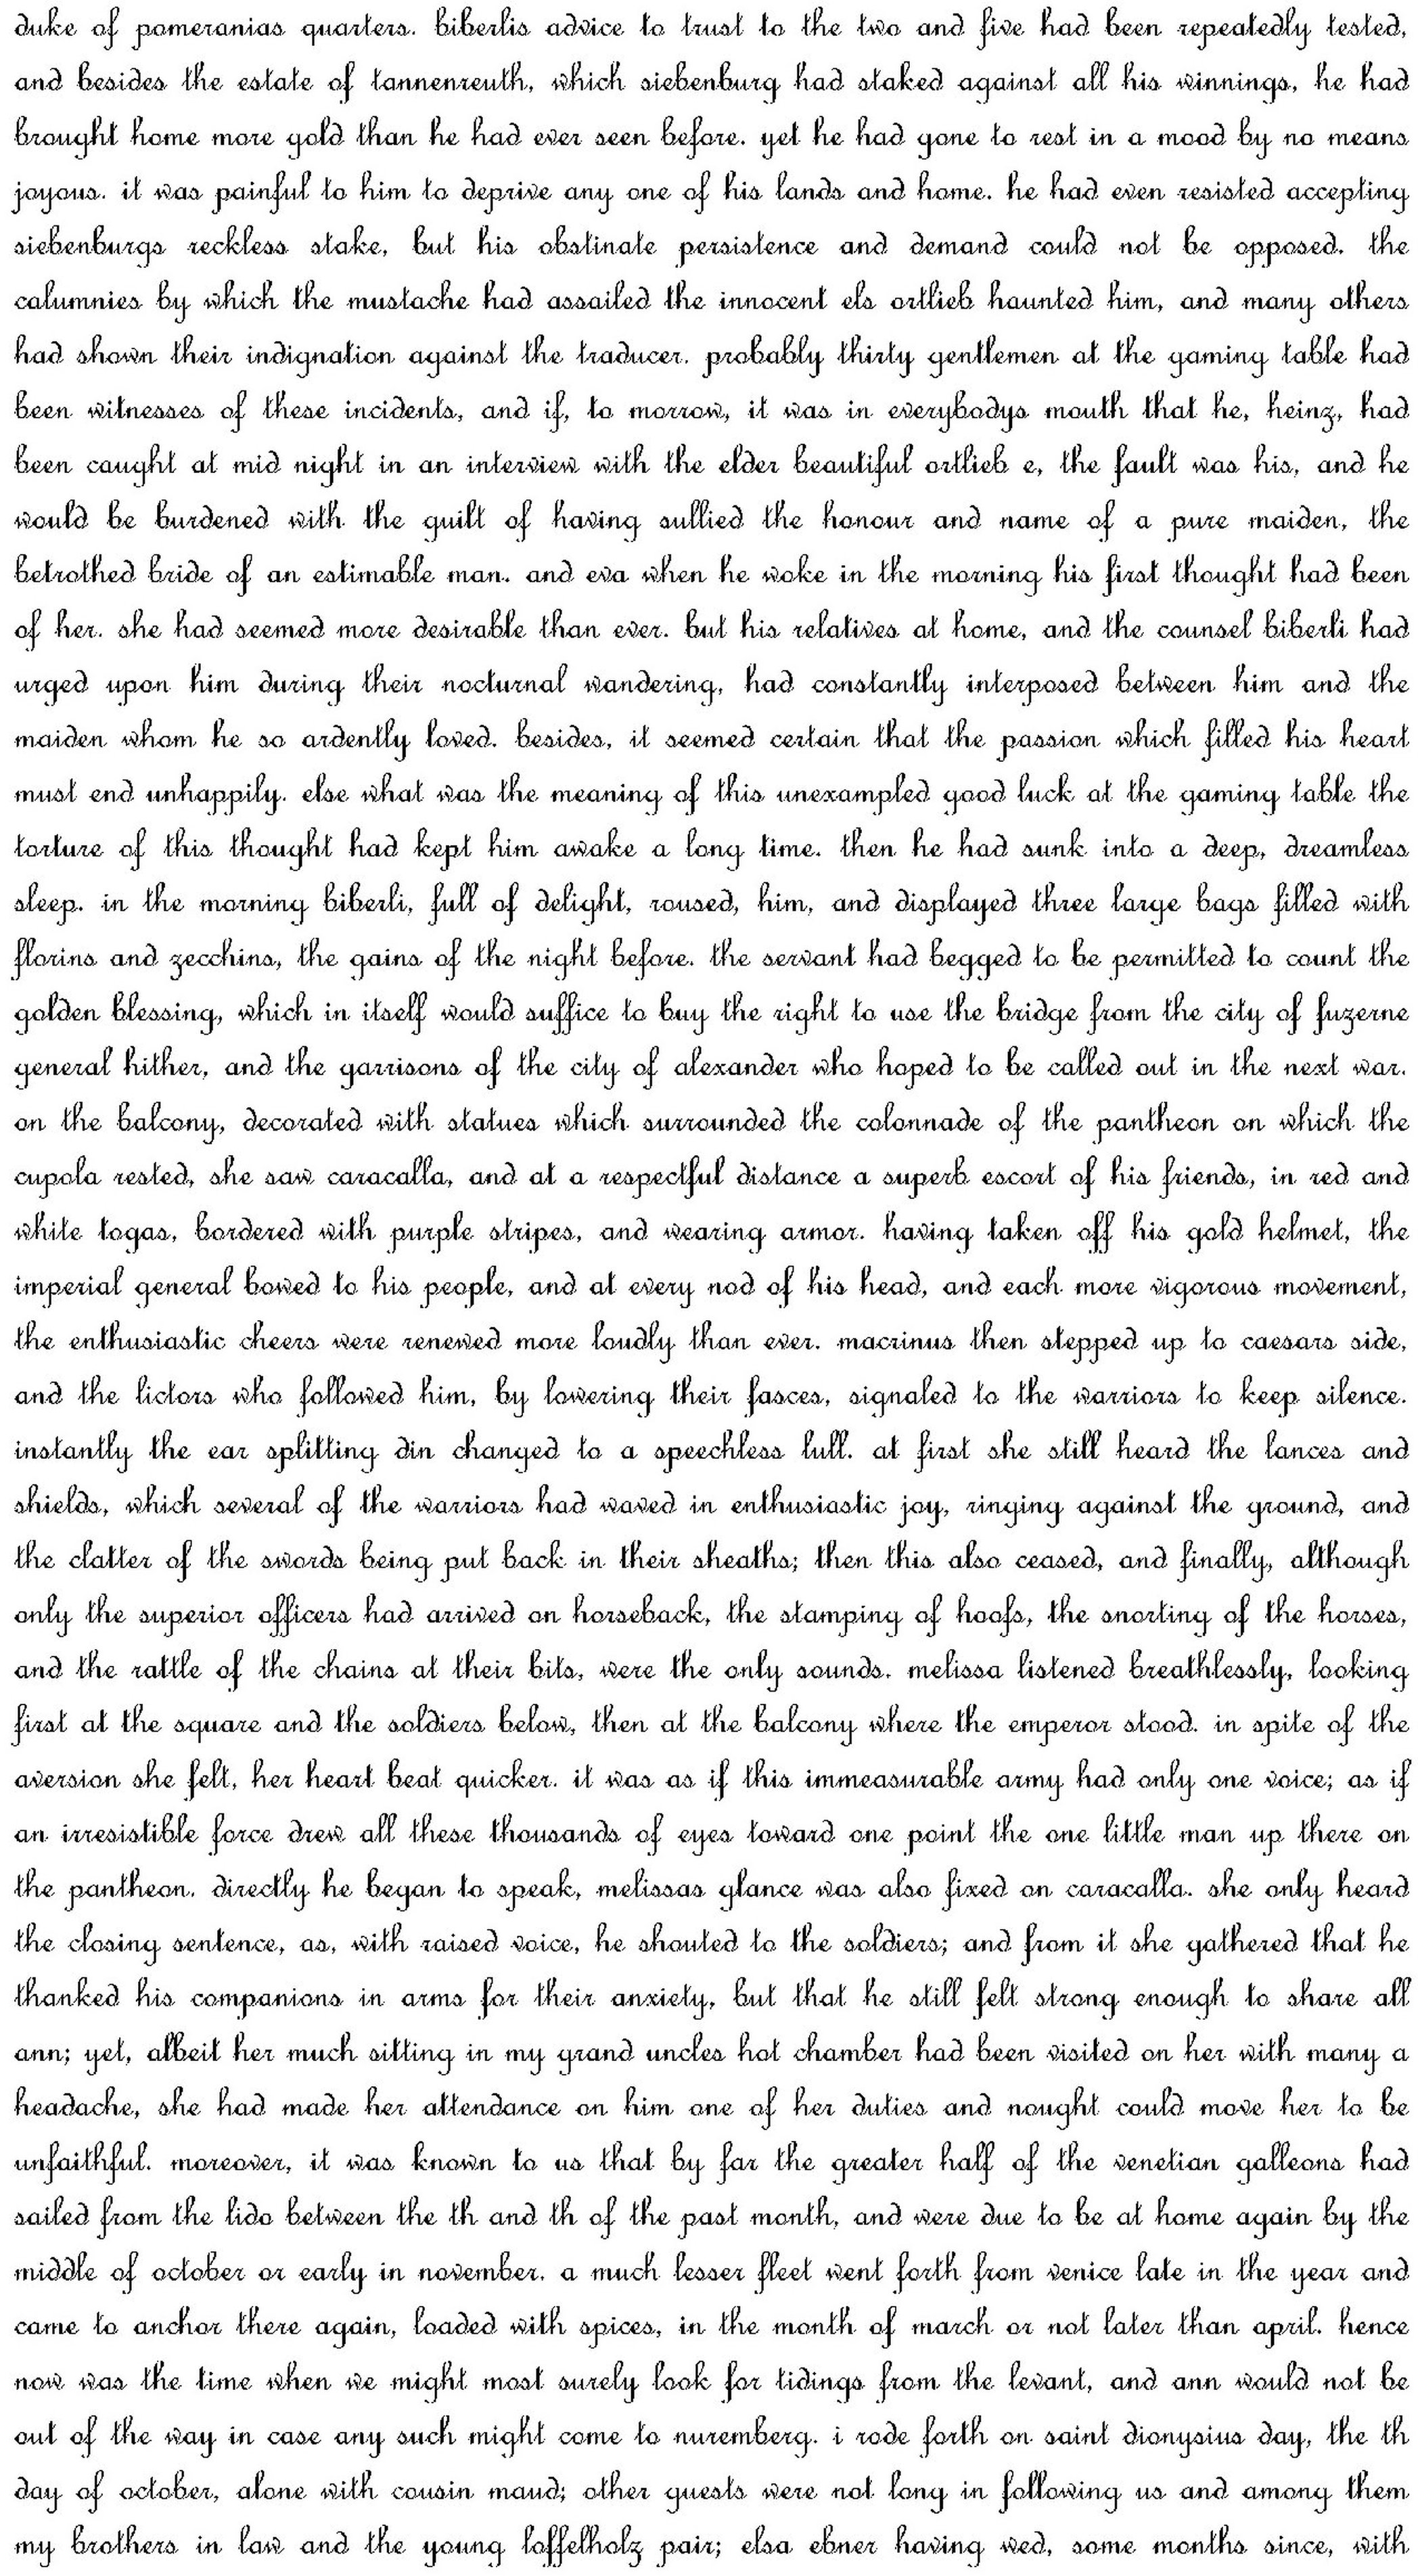 duke of pomeranias quarters. biberlis advice to trust to the two and five had been repeatedly tested,
and besides the estate of tannenreuth, which siebenburg had staked against all his winnings, he had
brought home more gold than he had ever seen before. yet he had gone to rest in a mood by no means
joyous. it was painful to him to deprive any one of his lands and home. he had even resisted accepting
siebenburgs reckless stake, but his obstinate persistence and demand could not be opposed. the
calumnies by which the mustache had assailed the innocent els ortlieb haunted him, and many others
had shown their indignation against the traducer. probably thirty gentlemen at the gaming table had
been witnesses of these incidents, and if, to morrow, it was in everybodys mouth that he, heinz, had
been caught at mid night in an interview with the elder beautiful ortlieb e, the fault was his, and he
would be burdened with the guilt of having sullied the honour and name of a pure maiden, the
betrothed bride of an estimable man. and eva when he woke in the morning his first thought had been
of her. she had seemed more desirable than ever. but his relatives at home, and the counsel biberli had
urged upon him during their nocturnal wandering, had constantly interposed between him and the
maiden whom he so ardently loved. besides, it seemed certain that the passion which filled his heart
must end unhappily. else what was the meaning of this unexampled good luck at the gaming table the
torture of this thought had kept him awake a long time. then he had sunk into a deep, dreamless
sleep. in the morning biberli, full of delight, roused, him, and displayed three large bags filled with
florins and zecchins, the gains of the night before. the servant had begged to be permitted to count the
golden blessing, which in itself would suffice to buy the right to use the bridge from the city of fuzerne
general hither, and the garrisons of the city of alexander who hoped to be called out in the next war.
on the balcony, decorated with statues which surrounded the colonnade of the pantheon on which the
cupola rested, she saw caracalla, and at a respectful distance a superb escort of his friends, in red and
white togas, bordered with purple stripes, and wearing armor. having taken off his gold helmet, the
imperial general bowed to his people, and at every nod of his head, and each more vigorous movement,
the enthusiastic cheers were renewed more loudly than ever. macrinus then stepped up to caesars side,
and the lictors who followed him, by lowering their fasces, signaled to the warriors to keep silence.
instantly the ear splitting din changed to a speechless lull. at first she still heard the lances and
shields, which several of the warriors had waved in enthusiastic joy, ringing against the ground, and
the clatter of the swords being put back in their sheaths; then this also ceased, and finally, although
only the superior officers had arrived on horseback, the stamping of hoofs, the snorting of the horses,
and the rattle of the chains at their bits, were the only sounds. melissa listened breathlessly, looking
first at the square and the soldiers below, then at the balcony where the emperor stood. in spite of the
aversion she felt, her heart beat quicker. it was as if this immeasurable army had only one voice; as if
an irresistible force drew all these thousands of eyes toward one point the one little man up there on
the pantheon. directly he began to speak, melissas glance was also fixed on caracalla. she only heard
the closing sentence, as, with raised voice, he shouted to the soldiers; and from it she gathered that he
thanked his companions in arms for their anxiety, but that he still felt strong enough to share all
ann; yet, albeit her much sitting in my grand uncles hot chamber had been visited on her with many a
headache, she had made her attendance on him one of her duties and nought could move her to be
unfaithful. moreover, it was known to us that by far the greater half of the venetian galleons had
sailed from the lido between the th and th of the past month, and were due to be at home again by the
middle of october or early in november. a much lesser fleet went forth from venice late in the year and
came to anchor there again, loaded with spices, in the month of march or not later than april. hence
now was the time when we might most surely look for tidings from the levant, and ann would not be
out of the way in case any such might come to nuremberg. i rode forth on saint dionysius day, the th
day of october, alone with cousin maud; other guests were not long in following us and among them
my brothers in law and the young loffelholz pair; elsa ebner having wed, some months since, with